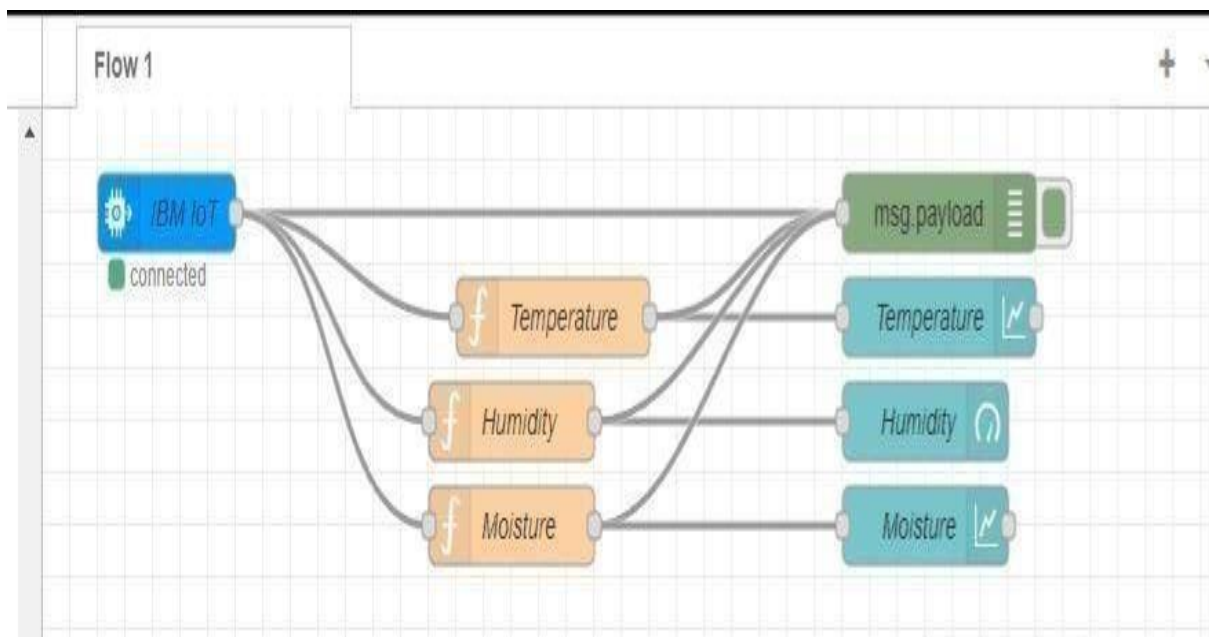 Flow 1
IBM IoT
msg.payload
connected
Temperature
Temperature
Humidity
Humidity
Moisture
Moisture